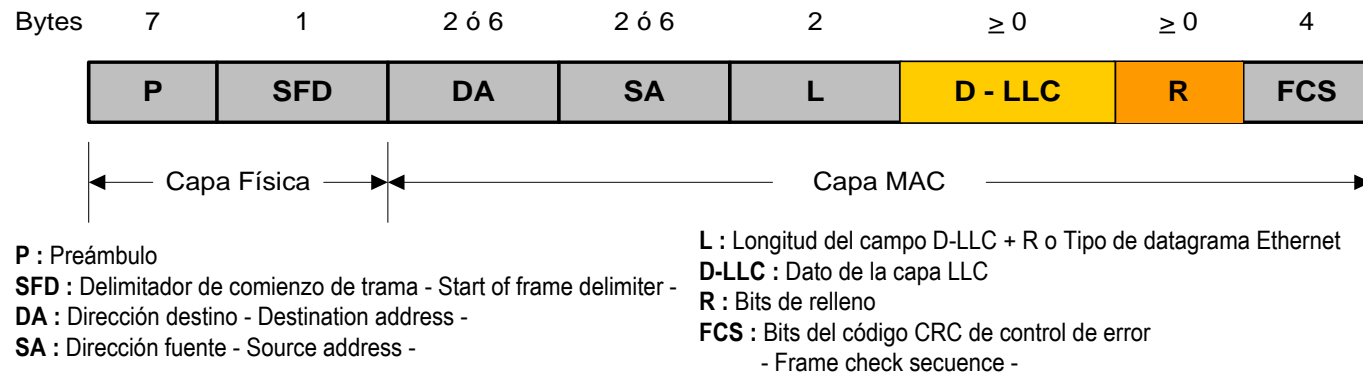 Bytes 7 1 2 ó 6 2 ó 6 2 ≥ 0 ≥ 0 4
P SFD DA SA L D - LLC R FCS
Capa Física Capa MAC
P : Preámbulo
SFD : Delimitador de comienzo de trama - Start of frame delimiter -
DA : Dirección destino - Destination address -
SA : Dirección fuente - Source address -
L : Longitud del campo D-LLC + R o Tipo de datagrama Ethernet
D-LLC : Dato de la capa LLC
R : Bits de relleno
FCS : Bits del código CRC de control de error
- Frame check secuence -